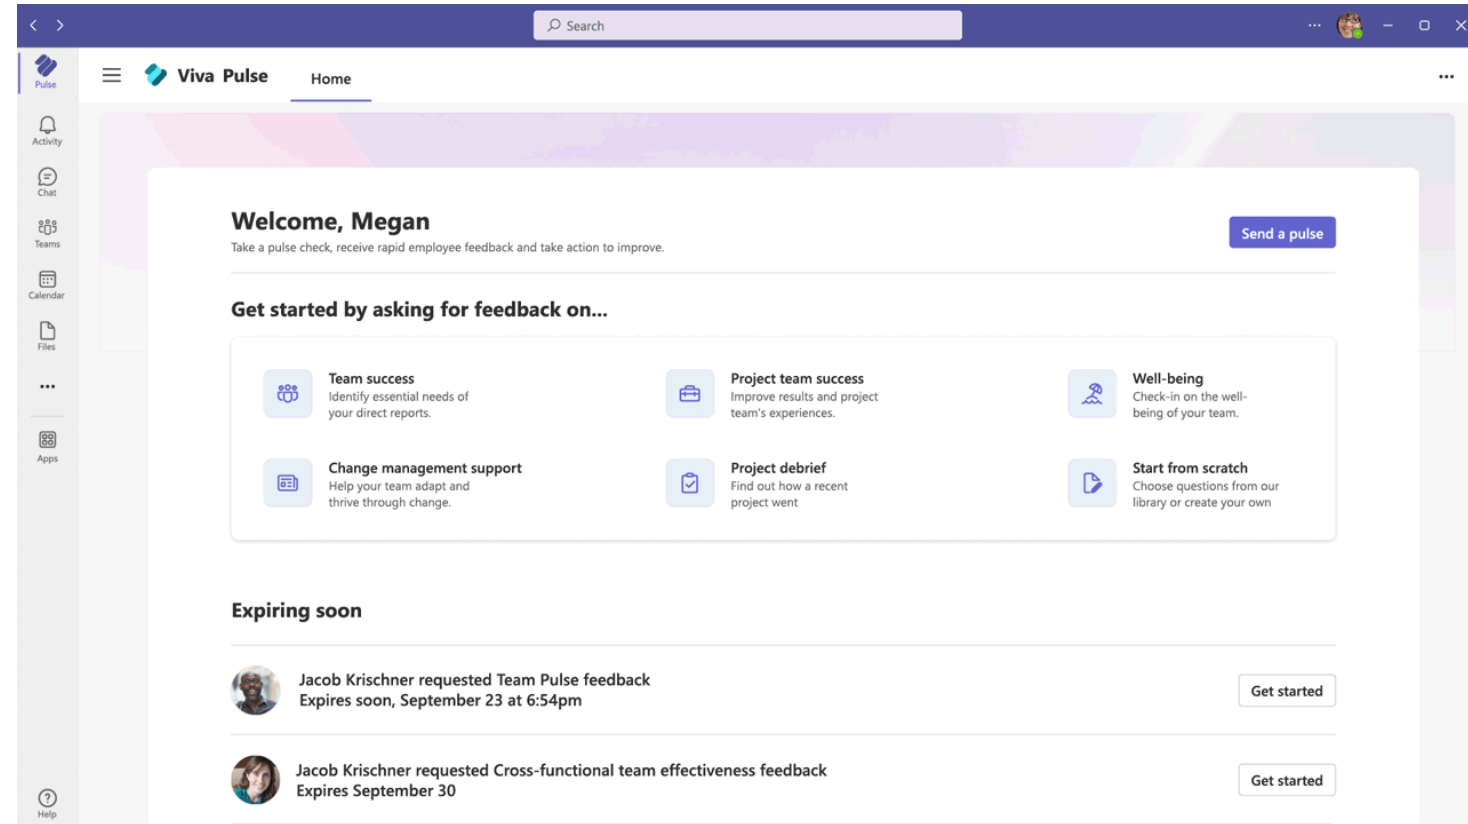 Search
Pulse
Viva Pulse
Home
Activity
Chat
Teams
Calendar
Files
Apps
Help
Welcome, Megan
Take a pulse check, receive rapid employee feedback and take action to improve.
Send a pulse
Get started by asking for feedback on...
Team success
Identify essential needs of
your direct reports.
Project team success
Improve results and project
team's experiences.
Well-being
Check-in on the well-
being of your team.
Change management support
Help your team adapt and
thrive through change.
Project debrief
Find out how a recent
project went
Start from scratch
Choose questions from our
library or create your own
Expiring soon
Jacob Krischner requested Team Pulse feedback
Expires soon, September 23 at 6:54pm
Get started
Jacob Krischner requested Cross-functional team effectiveness feedback
Expires September 30
Get started